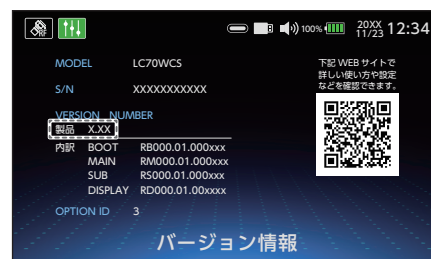 RF 100% 20XX 11/23 12:34
MODEL LC70WCS
S/N XXXXXXXXXXX
VERSION NUMBER
製品 X.XX
内訳 BOOT RB000.01.000xxx
MAIN RM000.01.000xxx
SUB RS000.01.000xxx
DISPLAY RD000.01.00xxxx
OPTION ID 3
下記 WEB サイトで
詳しい使い方や設定
などを確認できます。
バージョン情報